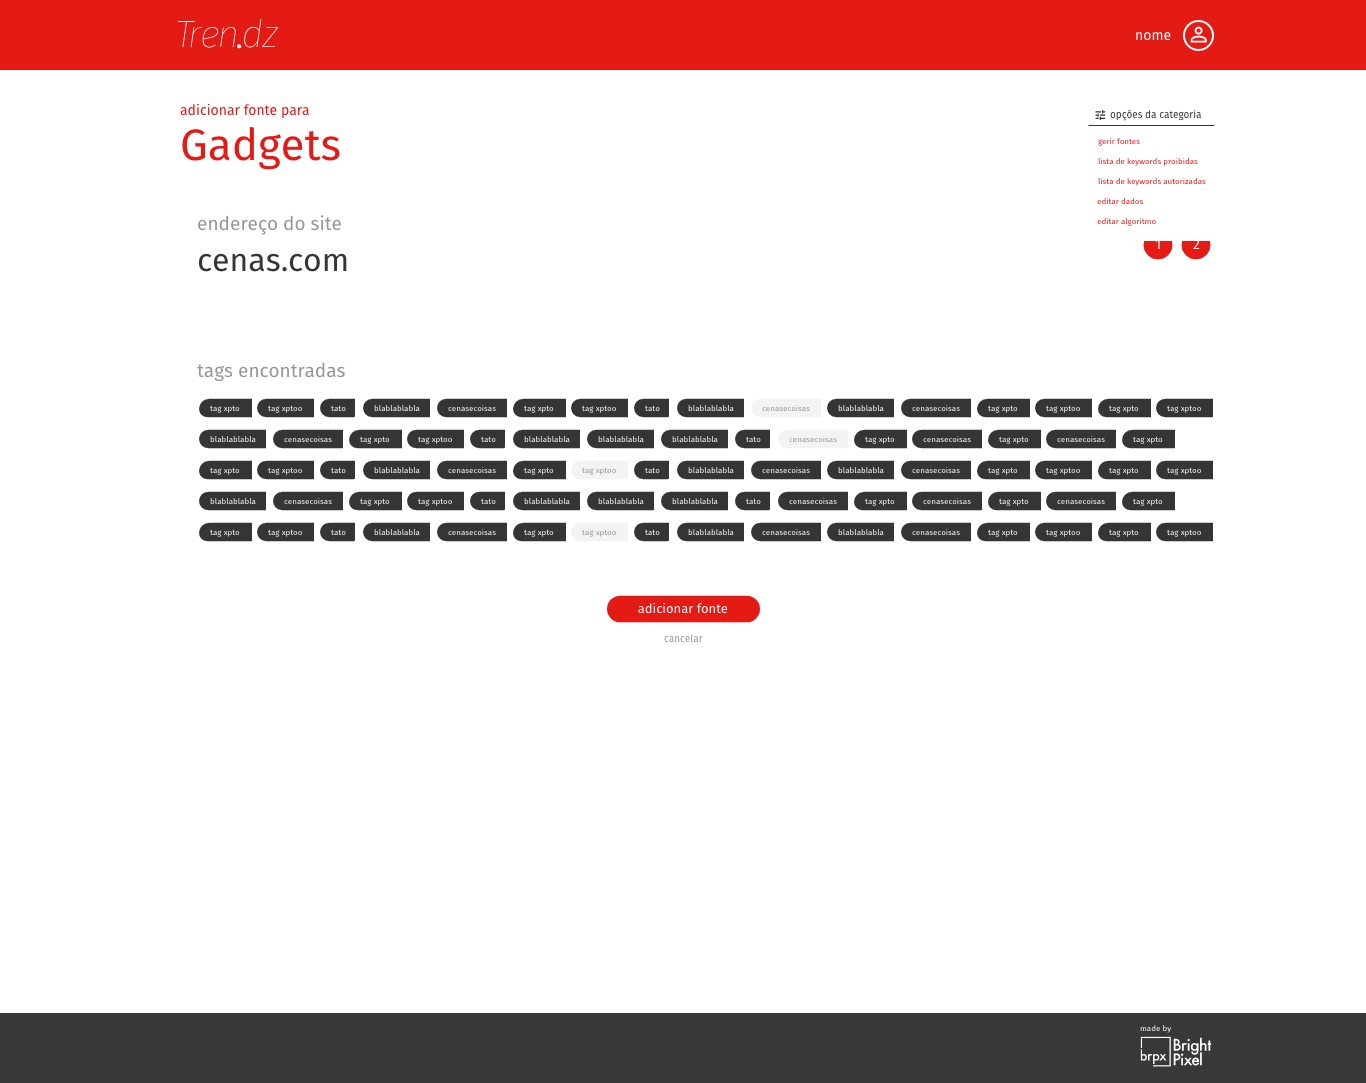 Tren.dz
nome
adicionar fonte para
Gadgets
opções da categoria
gerir fontes
lista de keywords proibidas
lista de keywords autorizadas
editar dados
editar algoritmo
1 2
endereço do site
cenas.com
tags encontradas
tag xpto tag xptoo tato blablablabla cenasecoisas tag xpto tag xptoo tato blablablabla cenasecoisas blablablabla cenasecoisas tag xpto tag xptoo tag xpto tag xptoo
blablablabla cenasecoisas tag xpto tag xptoo tato blablablabla blablablabla blablablabla tato cenasecoisas tag xpto cenasecoisas tag xpto cenasecoisas tag xpto
tag xpto tag xptoo tato blablablabla cenasecoisas tag xpto tag xptoo tato blablablabla cenasecoisas blablablabla cenasecoisas tag xpto tag xptoo tag xpto tag xptoo
blablablabla cenasecoisas tag xpto tag xptoo tato blablablabla blablablabla blablablabla tato cenasecoisas tag xpto cenasecoisas tag xpto cenasecoisas tag xpto
tag xpto tag xptoo tato blablablabla cenasecoisas tag xpto tag xptoo tato blablablabla cenasecoisas blablablabla cenasecoisas tag xpto tag xptoo tag xpto tag xptoo
adicionar fonte
cancelar
made by
brpx Bright
Pixel